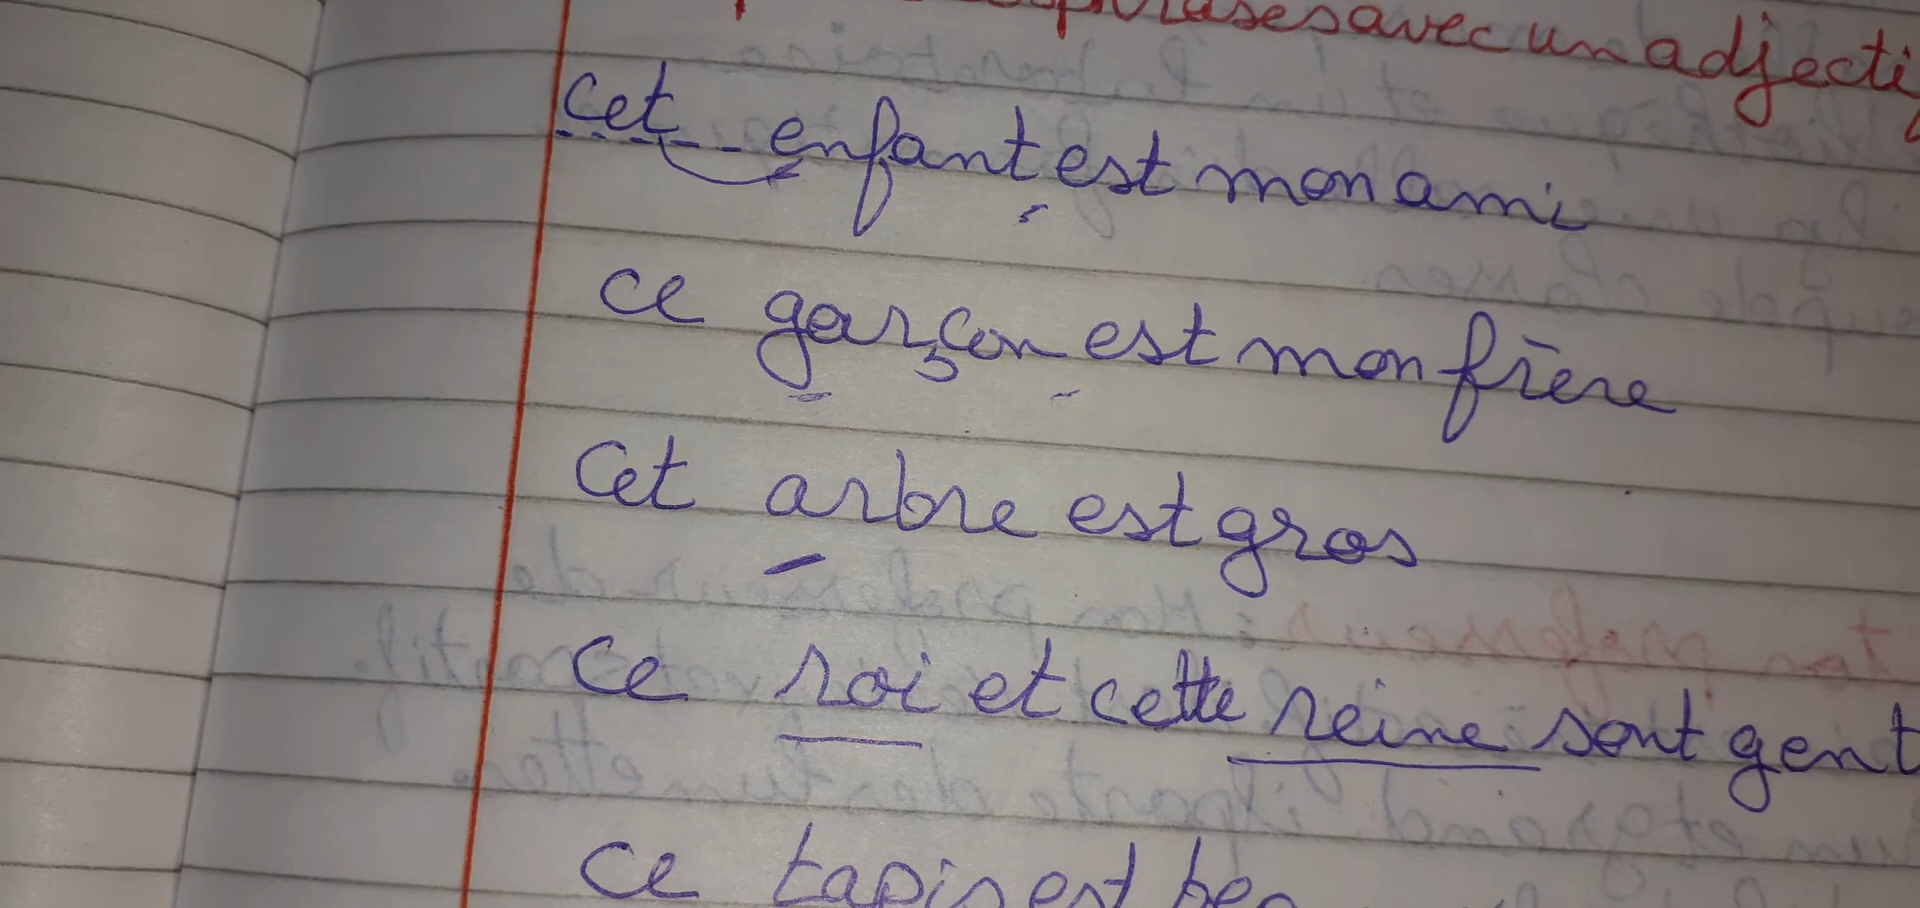 phrases avec un adjecti
cet enfant est mon ami
ce garçon est mon frère
cet arbre est gros
ce roi et cette reine sont gent
ce tapis est be